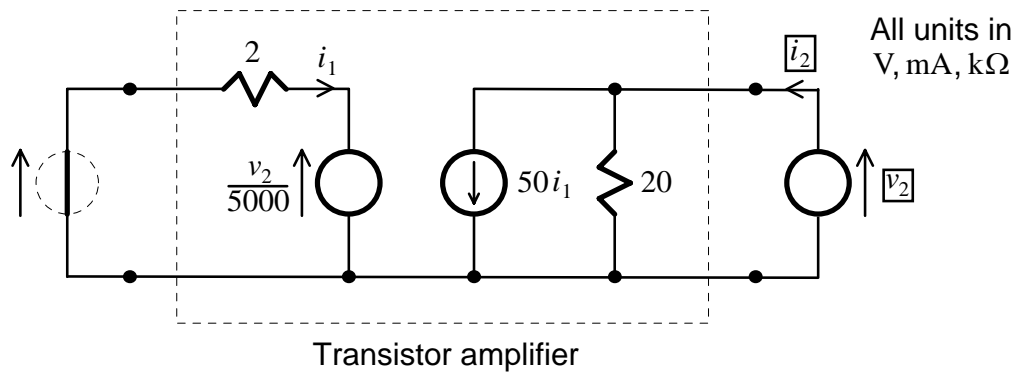 All units in
V, mA, kΩ
2
i₁
i₂
v₂
5000
50i₁
20
v₂
Transistor amplifier